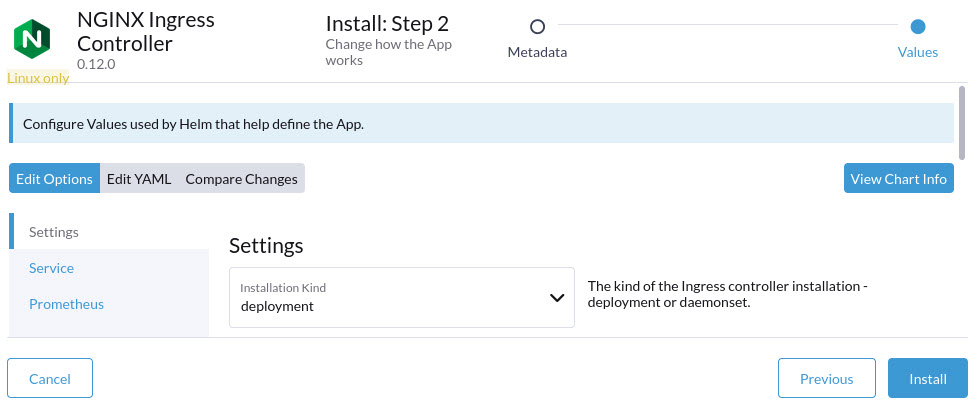 NGINX Ingress
Controller
0.12.0
Linux only
Install: Step 2
Change how the App
works
Metadata
Values
Configure Values used by Helm that help define the App.
Edit Options Edit YAML Compare Changes
View Chart Info
Settings
Service
Prometheus
Settings
Installation Kind
deployment
The kind of the Ingress controller installation -
deployment or daemonset.
Cancel
Previous
Install